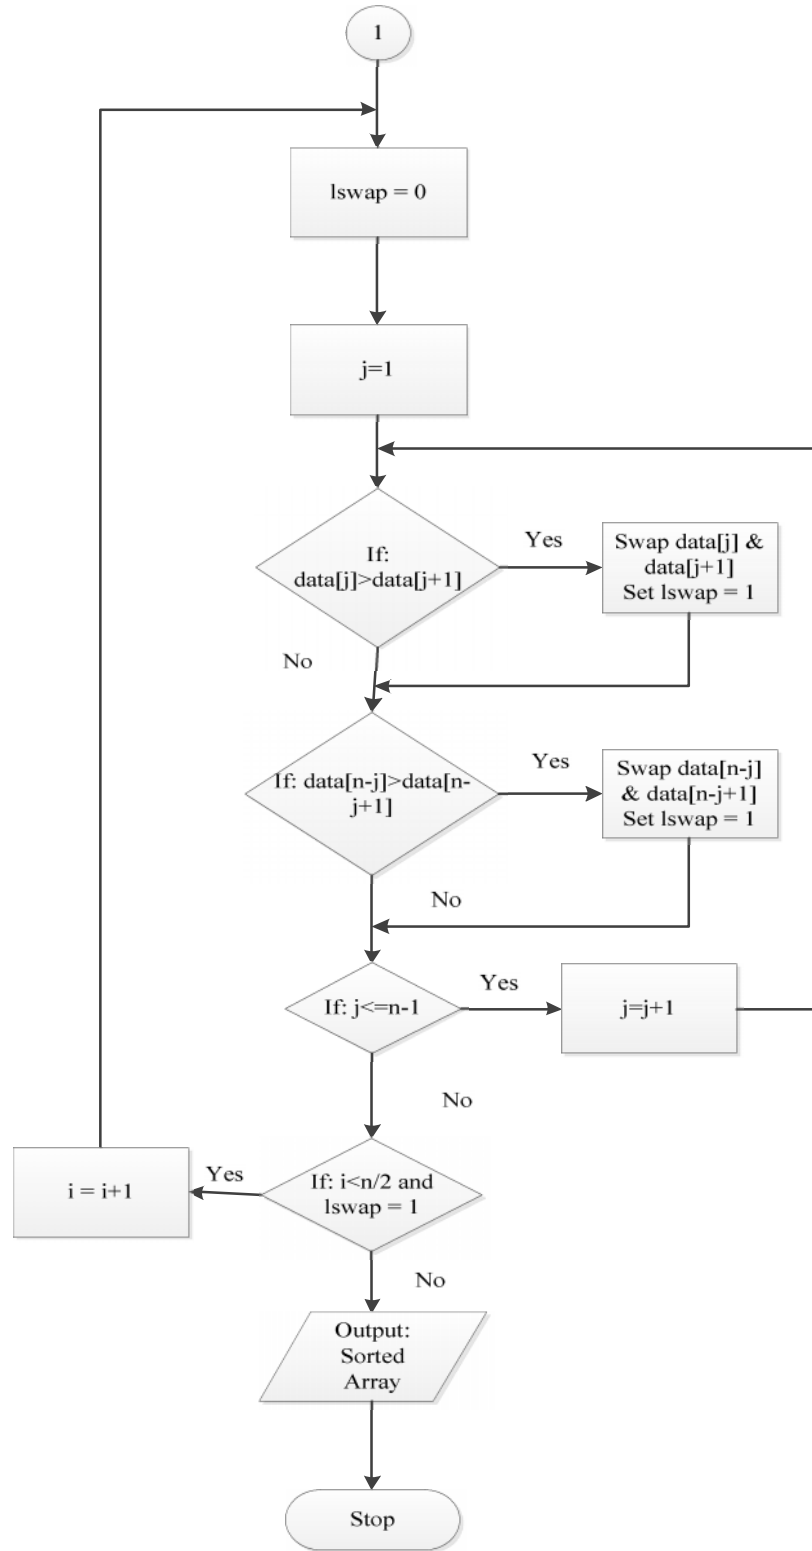 1
lswap = 0
j=1
If:
data[j]>data[j+1]
Yes
Swap data[j] &
data[j+1]
Set lswap = 1
No
If: data[n-j]>data[n-
j+1]
Yes
Swap data[n-j]
& data[n-j+1]
Set lswap = 1
No
If: j<=n-1
Yes
j=j+1
No
If: i<n/2 and
lswap = 1
Yes
i = i+1
No
Output:
Sorted
Array
Stop